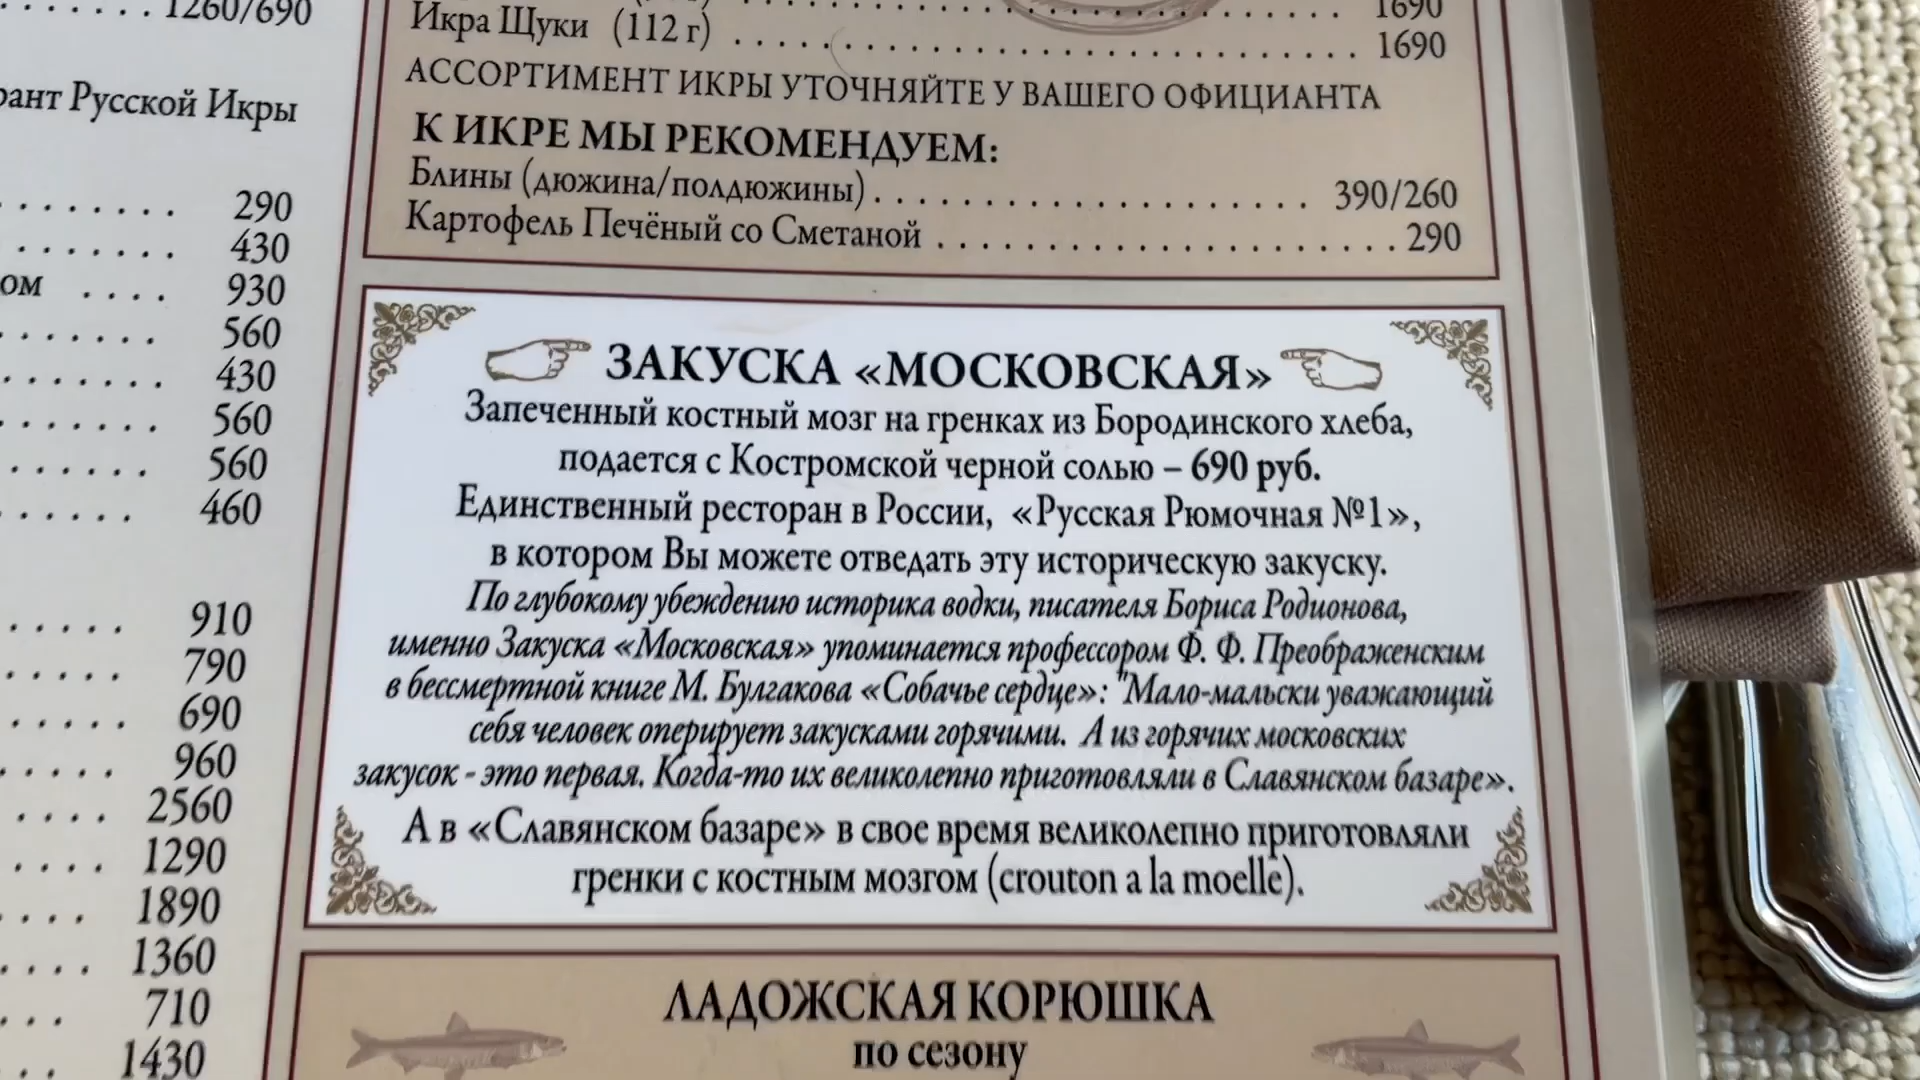 1260/690
Русской Икры
290
430
930
560
430
560
560
460
910
790
690
960
2560
1290
1890
1360
710
1430
1690
Икра Щуки (112 г) 1690
АССОРТИМЕНТ ИКРЫ УТОЧНЯЙТЕ У ВАШЕГО ОФИЦИАНТА
К ИКРЕ МЫ РЕКОМЕНДУЕМ:
Блины (дюжина/полдюжины) 390/260
Картофель Печёный со Сметаной 290
ЗАКУСКА «МОСКОВСКАЯ»
Запеченный костный мозг на гренках из Бородинского хлеба,
подается с Костромской черной солью – 690 руб.
Единственный ресторан в России, «Русская Рюмочная №1»,
в котором Вы можете отведать эту историческую закуску.
По глубокому убеждению историка водки, писателя Бориса Родионова,
именно Закуска «Московская» упоминается профессором Ф. Ф. Преображенским
в бессмертной книге М. Булгакова «Собачье сердце»: "Мало-мальски уважающий
себя человек оперирует закусками горячими. А из горячих московских
закусок - это первая. Когда-то их великолепно приготовляли в Славянском базаре».
А в «Славянском базаре» в свое время великолепно приготовляли
гренки с костным мозгом (crouton a la moelle).
ЛАДОЖСКАЯ КОРЮШКА
по сезону